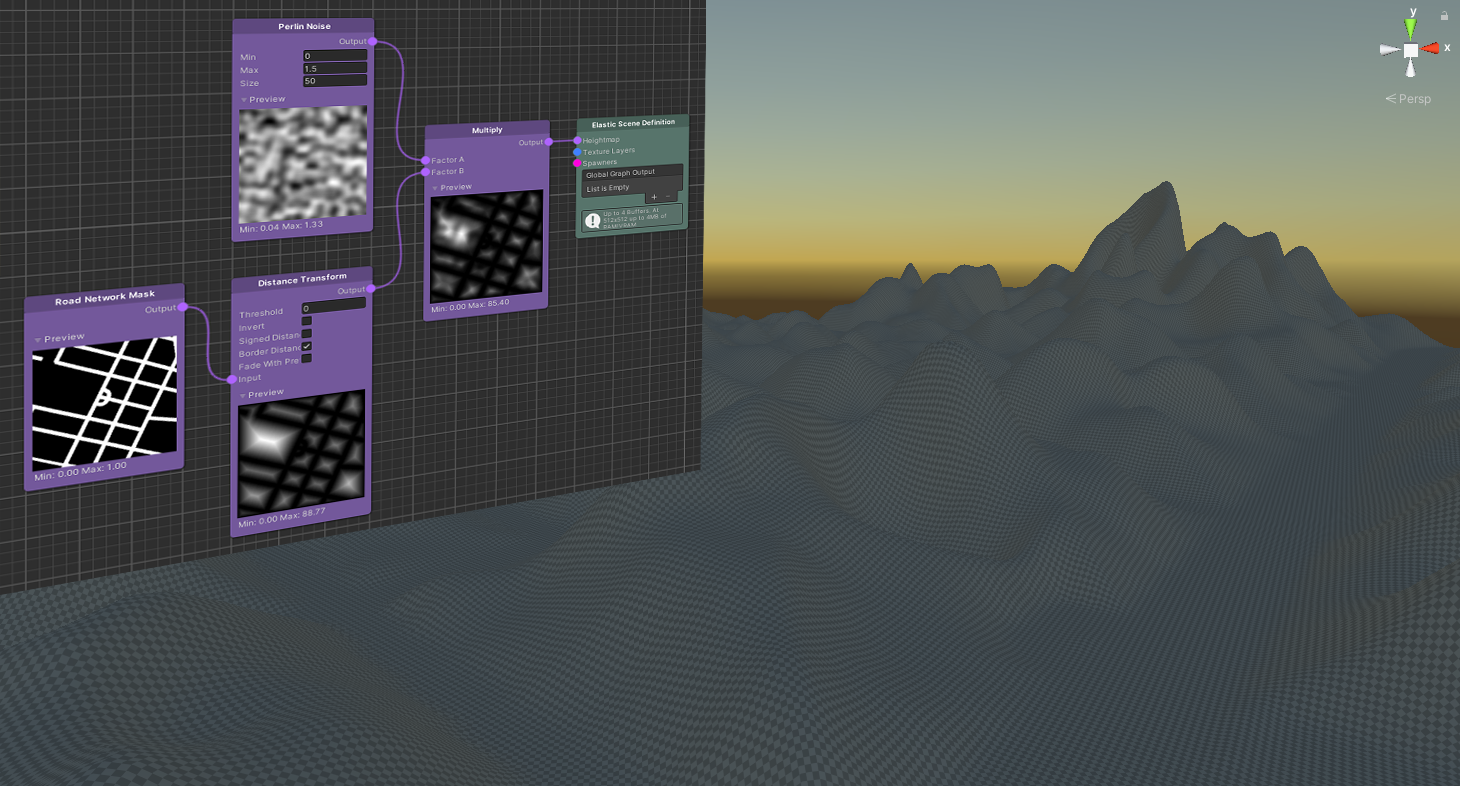 Perlin Noise
Output
Min 0
Max 1.5
Size 50
Preview
Min: 0.04 Max: 1.33
Road Network Mask
Output
Preview
Min: 0.00 Max: 1.00
Distance Transform
Output
Threshold 0
Invert
Signed Distanc
Border Distanc
Fade With Pre
Input
Preview
Min: 0.00 Max: 88.77
Multiply
Output
Factor A
Factor B
Preview
Min: 0.00 Max: 85.40
Elastic Scene Definition
Heightmap
Texture Layers
Spawners
Global Graph Output
List is Empty
+ −
Up to 4 Buffers. At
512x512 up to 4MB of
RAM/VRAM
y
x
Persp